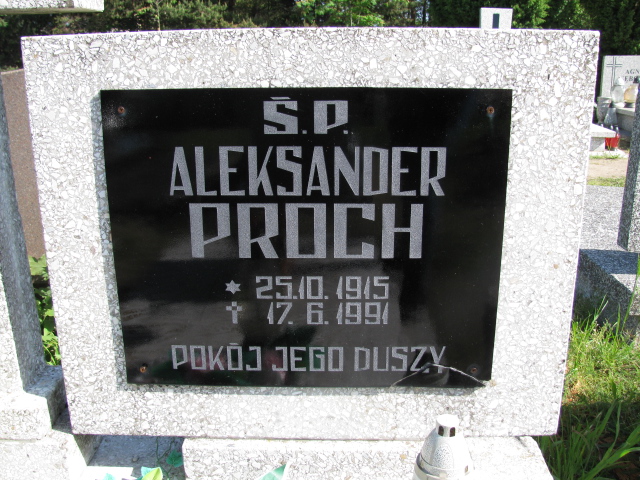 Ś.P.
ALEKSANDER
PROCH
* 25.10.1915
† 17.6.1991
POKÓJ JEGO DUSZY